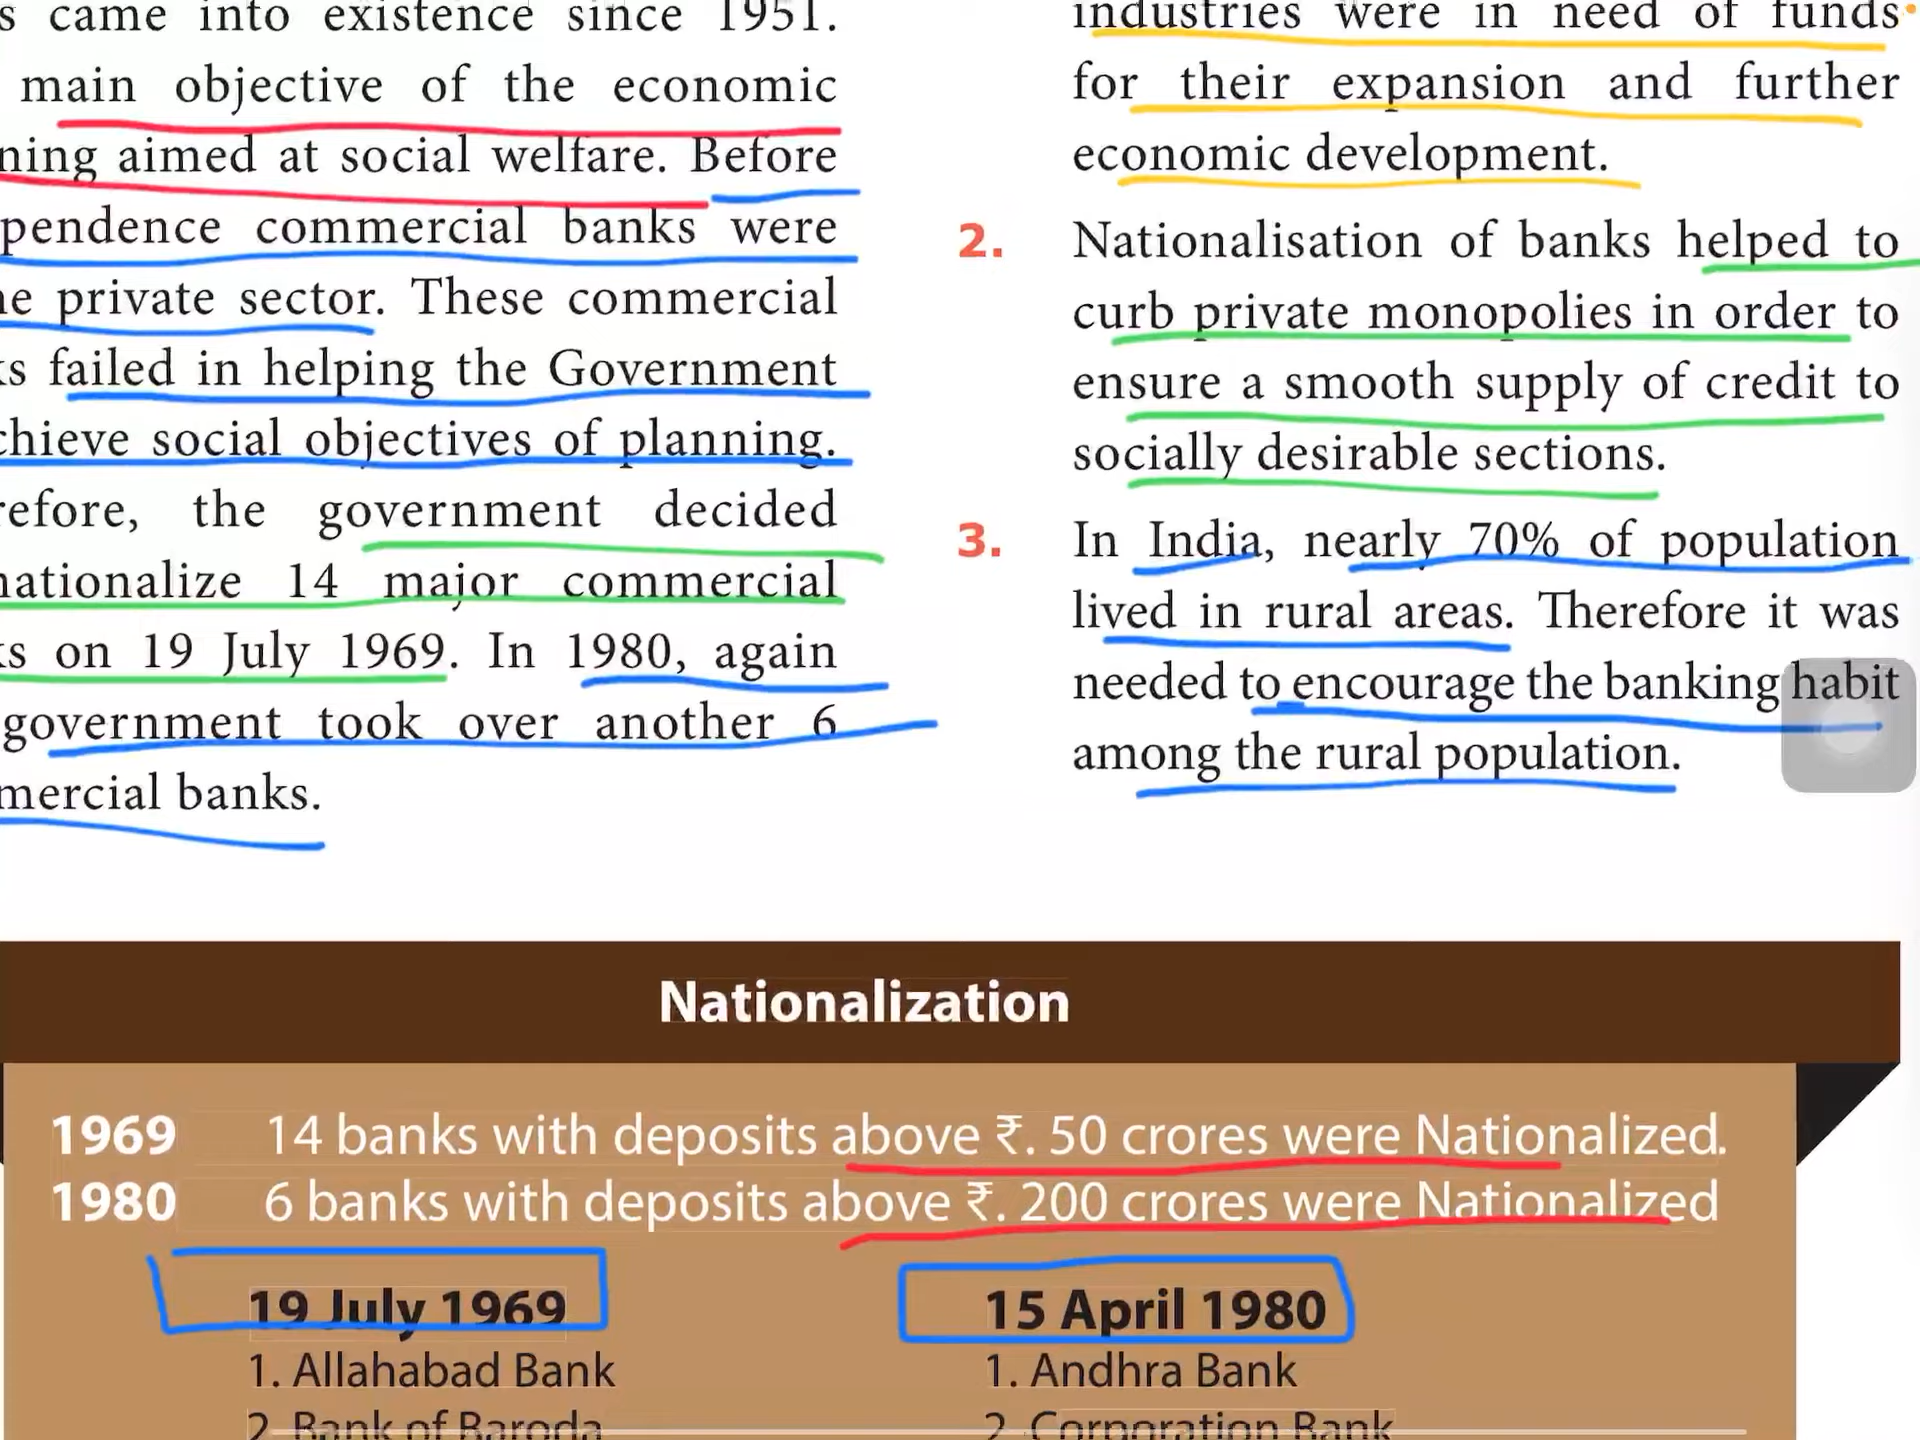 came into existence since 1951.
main objective of the economic
aimed at social welfare. Before
commercial banks were
private sector. These commercial
failed in helping the Government
social objectives of planning.
the government decided
14 major commercial
on 19 July 1969. In 1980, again
government took over another 6
banks.
industries were in need of funds
for their expansion and further
economic development.
2. Nationalisation of banks helped to
curb private monopolies in order to
ensure a smooth supply of credit to
socially desirable sections.
3. In India, nearly 70% of population
lived in rural areas. Therefore it was
needed to encourage the banking habit
among the rural population.
Nationalization
1969 14 banks with deposits above ₹. 50 crores were Nationalized.
1980 6 banks with deposits above ₹. 200 crores were Nationalized
19 July 1969
1. Allahabad Bank
2. Bank of Baroda
15 April 1980
1. Andhra Bank
2. Corporation Bank